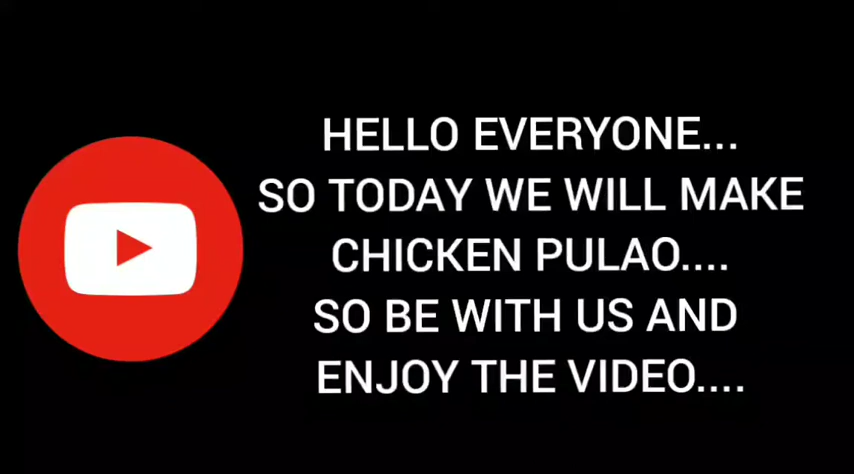 HELLO EVERYONE...
SO TODAY WE WILL MAKE
CHICKEN PULAO....
SO BE WITH US AND
ENJOY THE VIDEO....